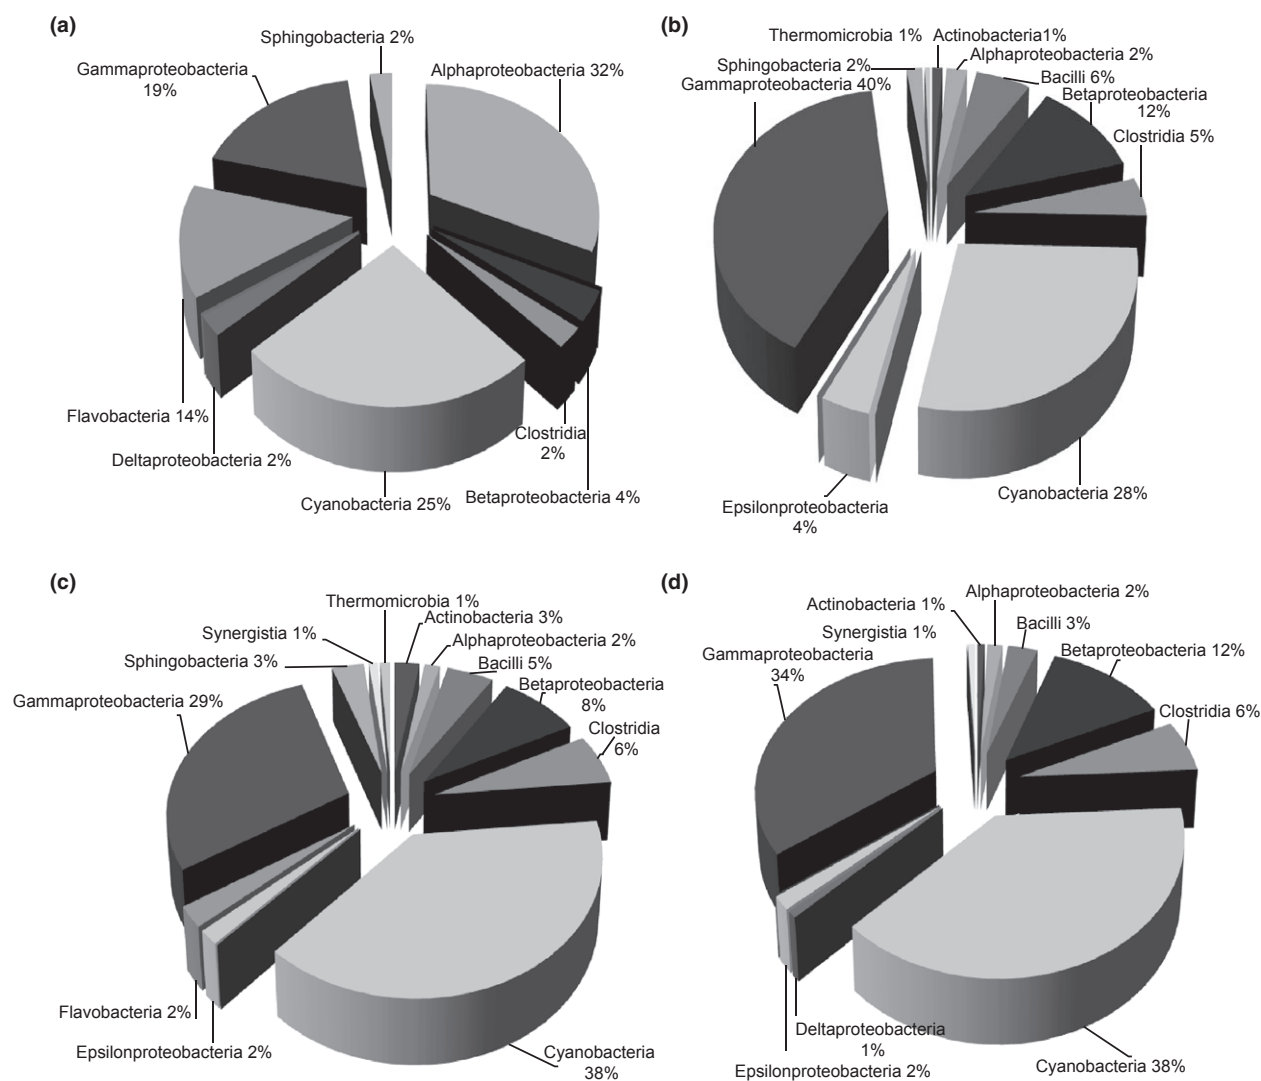 (a)
Sphingobacteria 2%
Gammaproteobacteria
19%
Alphaproteobacteria 32%
Flavobacteria 14%
Deltaproteobacteria 2%
Cyanobacteria 25%
Clostridia
2%
Betaproteobacteria 4%
(b)
Thermomicrobia 1%
Actinobacteria1%
Sphingobacteria 2%
Alphaproteobacteria 2%
Gammaproteobacteria 40%
Bacilli 6%
Betaproteobacteria
12%
Clostridia 5%
Epsilonproteobacteria
4%
Cyanobacteria 28%
(c)
Thermomicrobia 1%
Actinobacteria 3%
Synergistia 1%
Alphaproteobacteria 2%
Sphingobacteria 3%
Bacilli 5%
Gammaproteobacteria 29%
Betaproteobacteria
8%
Clostridia
6%
Flavobacteria 2%
Epsilonproteobacteria 2%
Cyanobacteria
38%
(d)
Alphaproteobacteria 2%
Actinobacteria 1%
Bacilli 3%
Synergistia 1%
Gammaproteobacteria
34%
Betaproteobacteria 12%
Clostridia 6%
Deltaproteobacteria
1%
Epsilonproteobacteria 2%
Cyanobacteria 38%